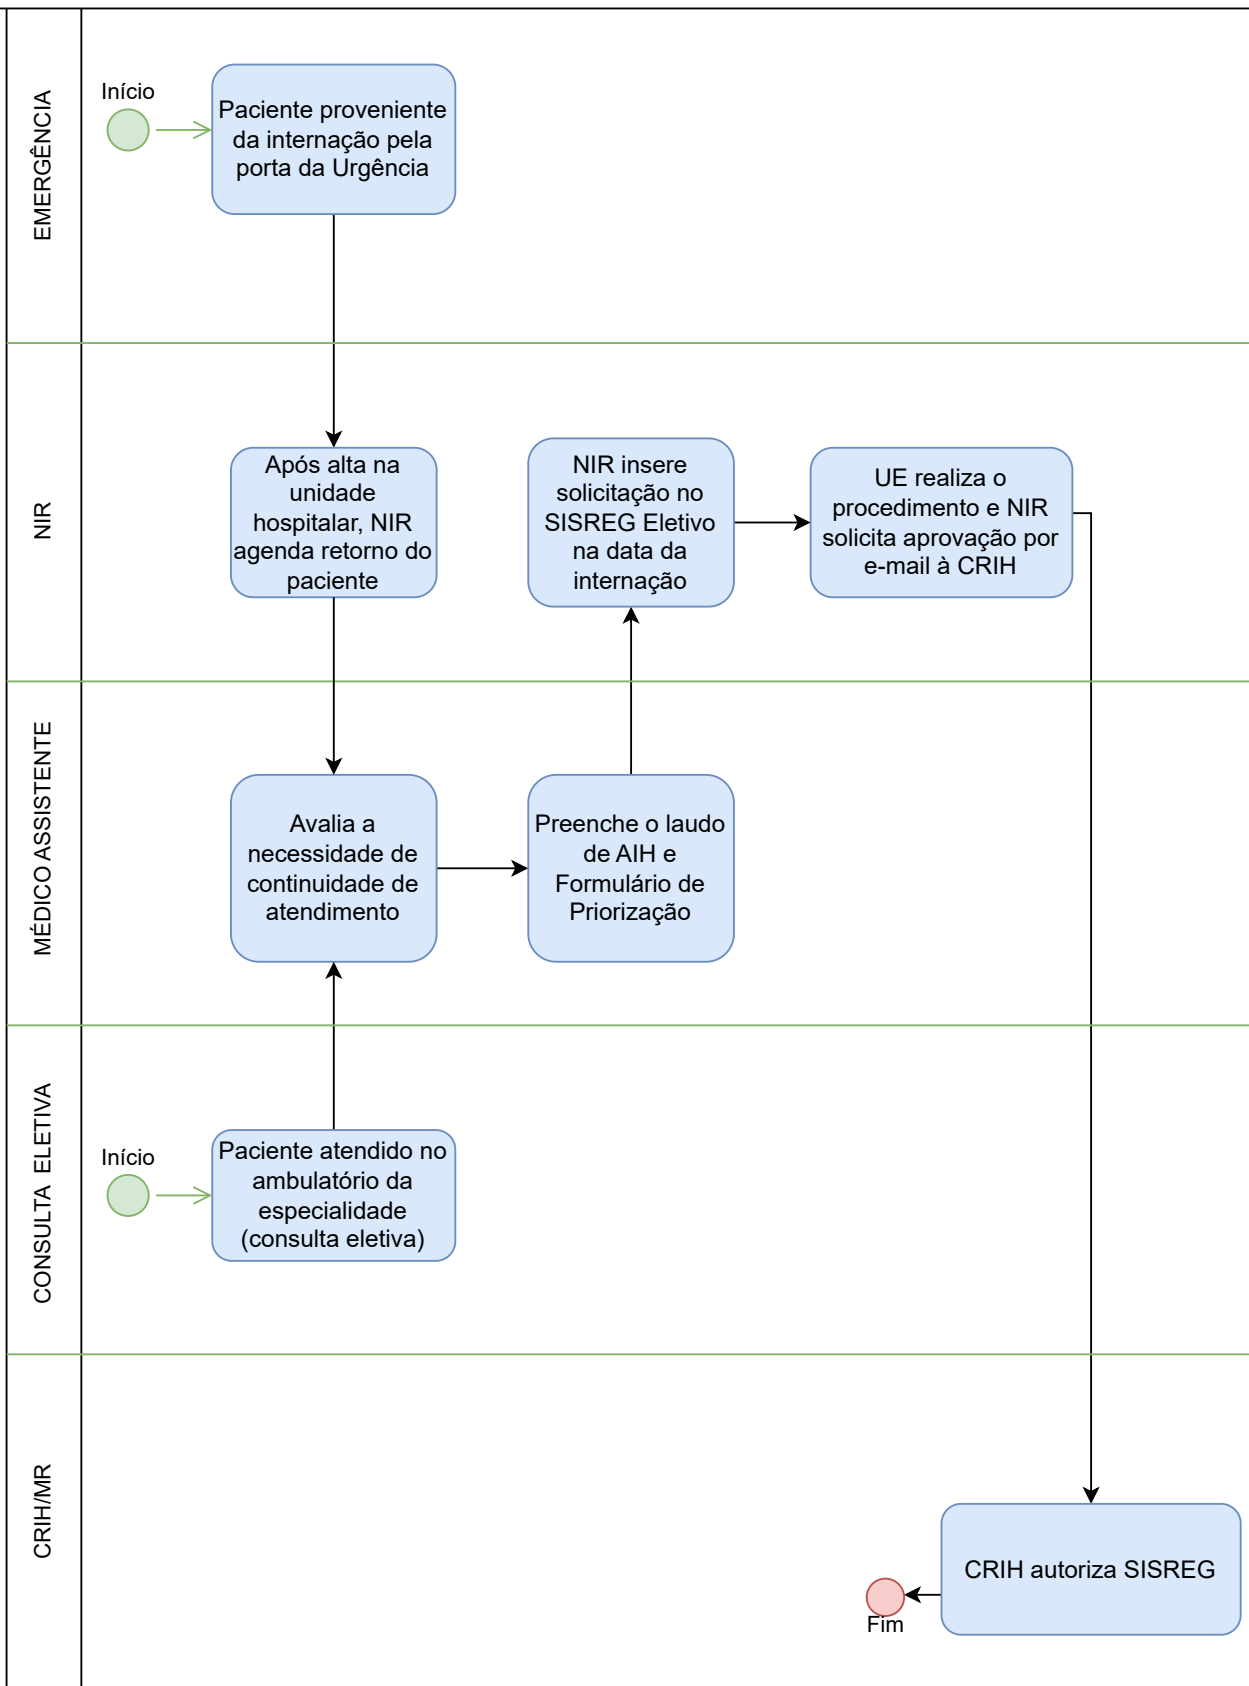 EMERGÊNCIA
Início
Paciente proveniente
da internação pela
porta da Urgência
NIR
Após alta na
unidade
hospitalar, NIR
agenda retorno do
paciente
NIR insere
solicitação no
SISREG Eletivo
na data da
internação
UE realiza o
procedimento e NIR
solicita aprovação por
e-mail à CRIH
MÉDICO ASSISTENTE
Avalia a
necessidade de
continuidade de
atendimento
Preenche o laudo
de AIH e
Formulário de
Priorização
CONSULTA ELETIVA
Início
Paciente atendido no
ambulatório da
especialidade
(consulta eletiva)
CRIH/MR
CRIH autoriza SISREG
Fim